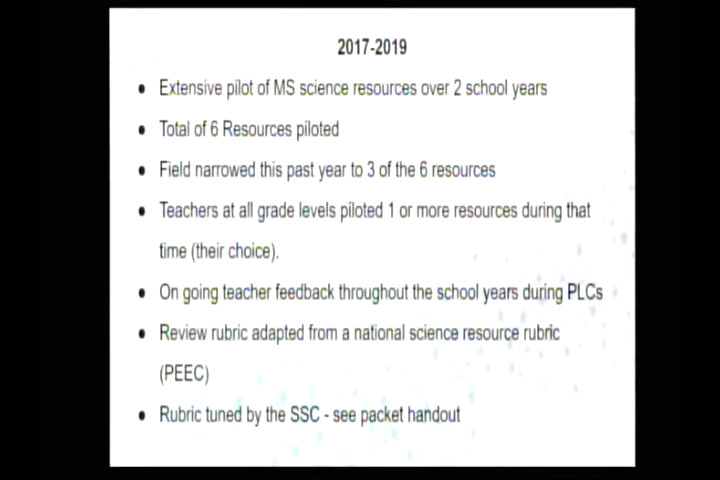 2017-2019
• Extensive pilot of MS science resources over 2 school years
• Total of 6 Resources piloted
• Field narrowed this past year to 3 of the 6 resources
• Teachers at all grade levels piloted 1 or more resources during that
time (their choice).
• On going teacher feedback throughout the school years during PLCs
• Review rubric adapted from a national science resource rubric
(PEEC)
• Rubric tuned by the SSC - see packet handout